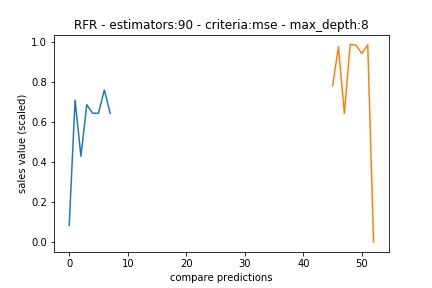 RFR - estimators:90 - criteria:mse - max_depth:8
sales value (scaled)
1.0
0.8
0.6
0.4
0.2
0.0
0 10 20 30 40 50
compare predictions